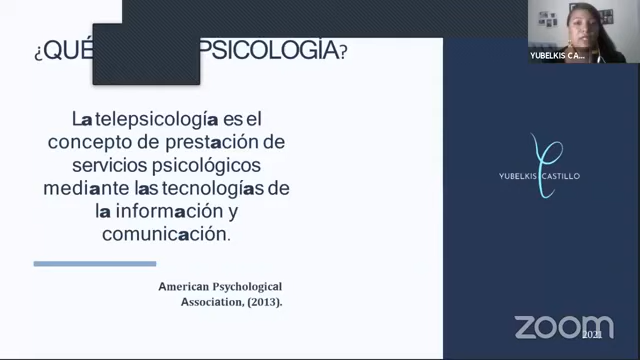 ¿QUÉ PSICOLOGÍA?
La telepsicología es el
concepto de prestación de
servicios psicológicos
mediante las tecnologías de
la información y
comunicación.
American Psychological
Association, (2013).
YUBELKIS CA...
YUBELKIS CASTILLO
zoom
2021